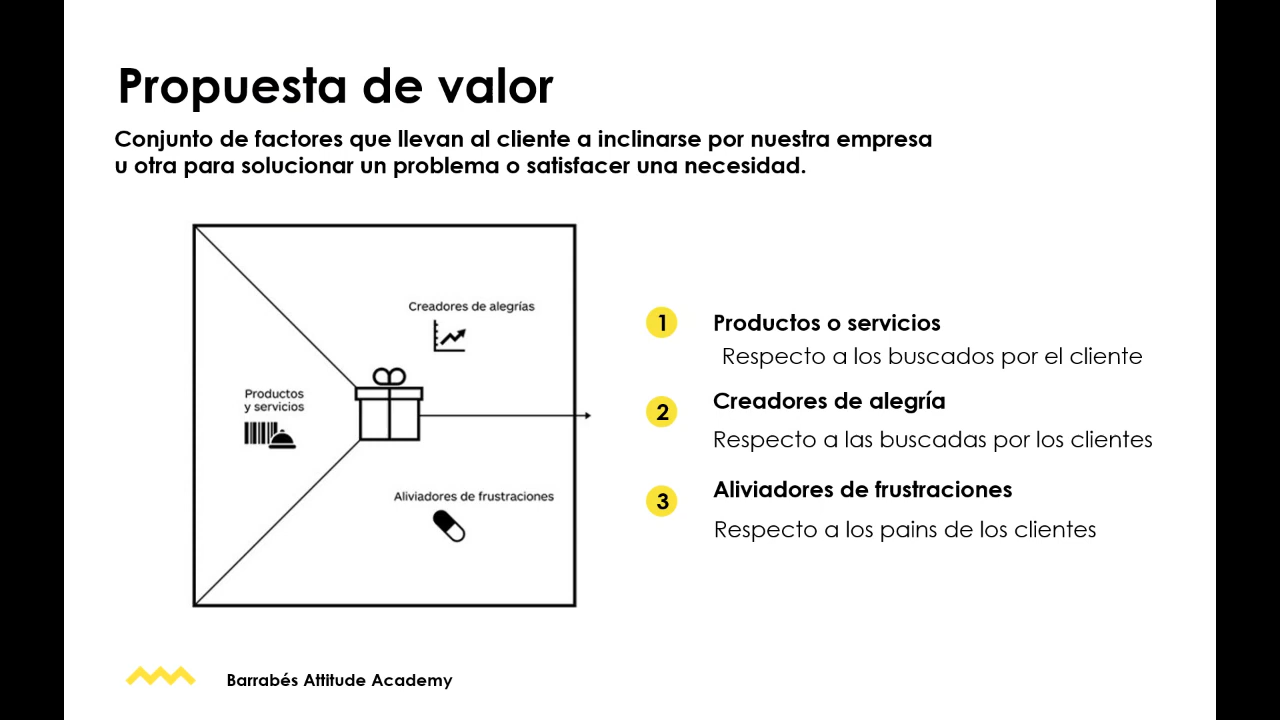 Propuesta de valor
Conjunto de factores que llevan al cliente a inclinarse por nuestra empresa
u otra para solucionar un problema o satisfacer una necesidad.
Creadores de alegrías
Productos
y servicios
Aliviadores de frustraciones
1
Productos o servicios
Respecto a los buscados por el cliente
2
Creadores de alegría
Respecto a las buscadas por los clientes
3
Aliviadores de frustraciones
Respecto a los pains de los clientes
Barrabés Attitude Academy